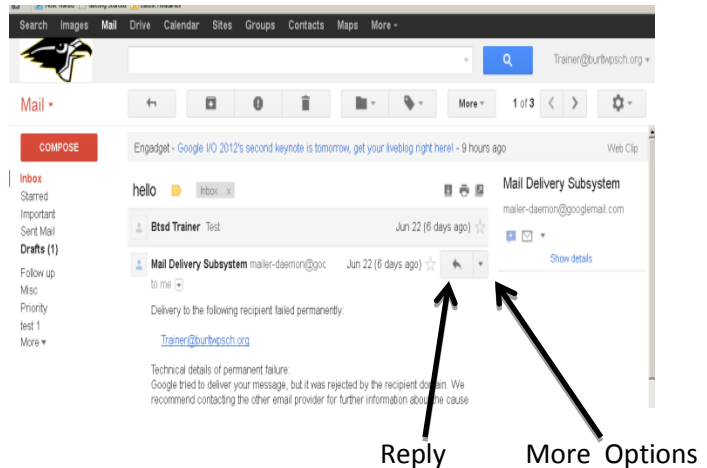 Search Images Mail Drive Calendar Sites Groups Contacts Maps More
Trainer@burltwpsch.org
Mail
More
1 of 3
COMPOSE
Engadget - Google I/O 2012's second keynote is tomorrow, get your liveblog right here! - 9 hours ago
Web Clip
Inbox
Starred
Important
Sent Mail
Drafts (1)
Follow up
Misc
Priority
test 1
More
hello Inbox x
Btsd Trainer Test Jun 22 (6 days ago)
Mail Delivery Subsystem mailer-daemon@goc Jun 22 (6 days ago)
to me
Delivery to the following recipient failed permanently:
Trainer@burltwpsch.org
Technical details of permanent failure:
Google tried to deliver your message, but it was rejected by the recipient domain. We
recommend contacting the other email provider for further information about the cause
Mail Delivery Subsystem
mailer-daemon@googlemail.com
Show details
Reply
More Options